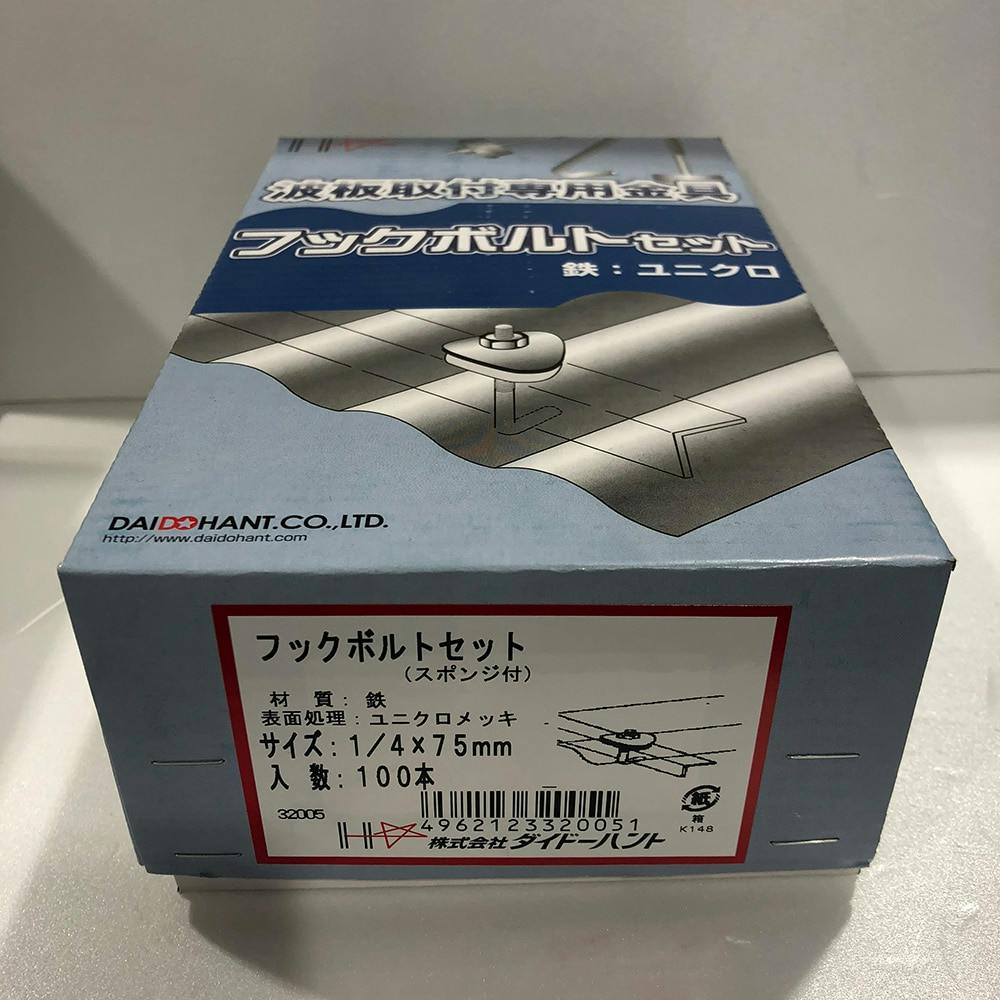 波板取付専用金具
フックボルトセット
鉄：ユニクロ
DAIDOHANT.CO.,LTD.
http://www.daidohant.com
フックボルトセット
（スポンジ付）
材 質：鉄
表面処理：ユニクロメッキ
サイズ：1/4×75mm
入 数：100本
32005
4962123320051
株式会社 ダイドーハント
紙
箱
K148